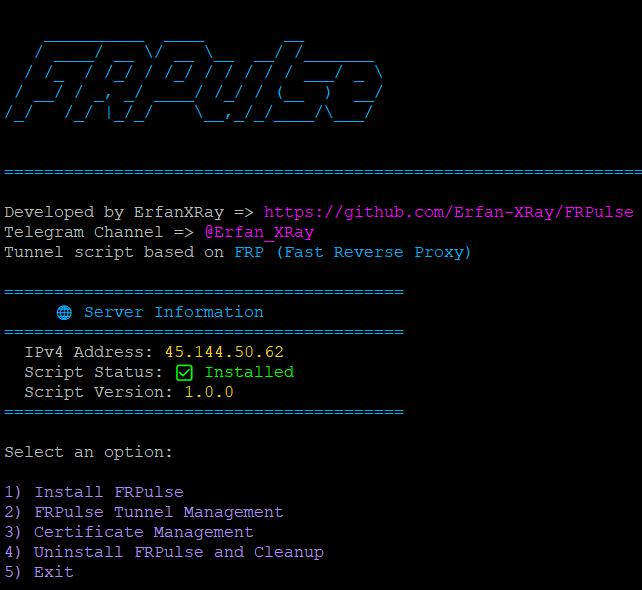 FRPulse
Developed by ErfanXRay => https://github.com/Erfan-XRay/FRPulse
Telegram Channel => @Erfan_XRay
Tunnel script based on FRP (Fast Reverse Proxy)
========================================
🌐 Server Information
========================================
IPv4 Address: 45.144.50.62
Script Status: ✅ Installed
Script Version: 1.0.0
========================================
Select an option:
1) Install FRPulse
2) FRPulse Tunnel Management
3) Certificate Management
4) Uninstall FRPulse and Cleanup
5) Exit